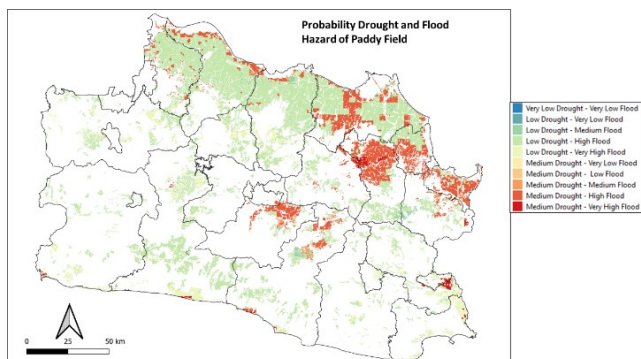 Probability Drought and Flood
Hazard of Paddy Field
Very Low Drought - Very Low Flood
Low Drought - Very Low Flood
Low Drought - Medium Flood
Low Drought - High Flood
Low Drought - Very High Flood
Medium Drought - Very Low Flood
Medium Drought - Low Flood
Medium Drought - Medium Flood
Medium Drought - High Flood
Medium Drought - Very High Flood
0 25 50 km